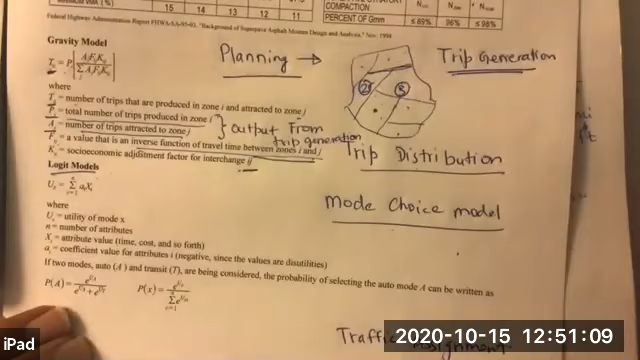 15 14 13 12 11
COMPACTION
PERCENT OF Gmm ≤ 89% 96% ≤ 98%
Federal Highway Administration Report FHWA-SA-95-03, "Background of Superpave Asphalt Mixture Design and Analysis," Nov. 1994
Gravity Model
Planning →
Trip Generation
where
T = number of trips that are produced in zone i and attracted to zone j
P = total number of trips produced in zone i
A = number of trips attracted to zone j
output From
trip generation
F = a value that is an inverse function of travel time between zones i and j
K = socioeconomic adjustment factor for interchange ij
Trip Distribution
Logit Models
Mode Choice model
where
U = utility of mode x
n = number of attributes
X = attribute value (time, cost, and so forth)
a = coefficient value for attributes i (negative, since the values are disutilities)
If two modes, auto (A) and transit (T), are being considered, the probability of selecting the auto mode A can be written as
P(A) =
P(x) =
Traffic
iPad
2020-10-15 12:51:09